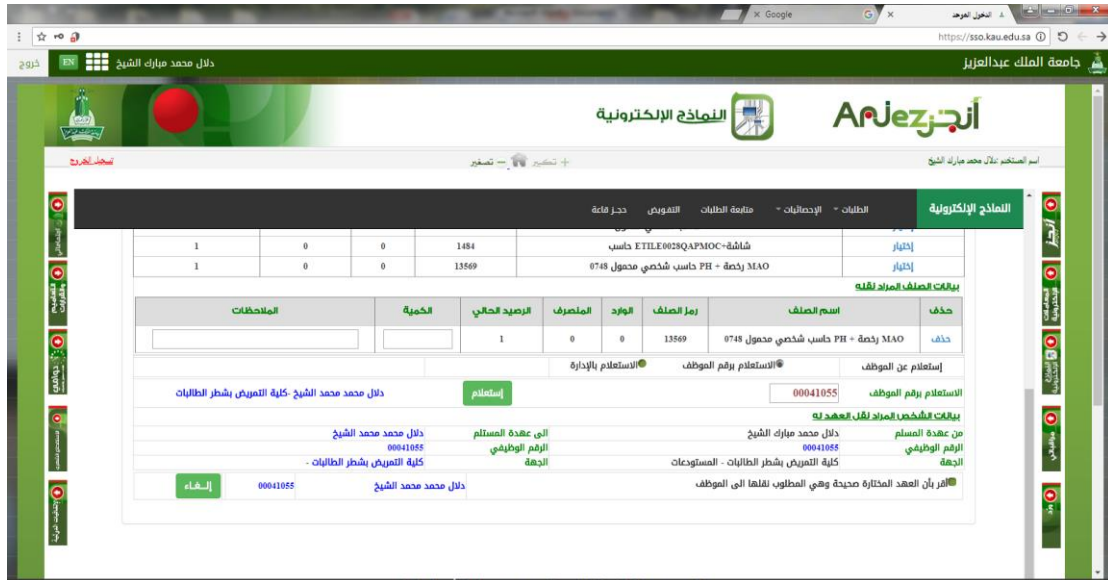 Google
الدخول الموحد
https://sso.kau.edu.sa
جامعة الملك عبدالعزيز
دلال محمد مبارك الشيخ
EN
خروج
أنجز Anjez
النماذج الإلكترونية
اسم المستخدم :دلال محمد مبارك الشيخ
+ تكبير – تصغير
تسجيل الخروج
النماذج الإلكترونية
الطلبات الإحصائيات متابعة الطلبات التفويض حجز قاعة
إختيار شاشة+ETILE0028QAPMOC حاسب 1484 0 0 1
إختيار MAO رخصة + PH حاسب شخصي محمول 0748 13569 0 0 1
بيانات الصنف المراد نقله
حذف اسم الصنف رمز الصنف الوارد المنصرف الرصيد الحالي الكمية الملاحظات
حذف MAO رخصة + PH حاسب شخصي محمول 0748 13569 0 0 1
إستعلام عن الموظف الاستعلام برقم الموظف الاستعلام بالإدارة
الاستعلام برقم الموظف 00041055 إستعلام دلال محمد محمد الشيخ -كلية التمريض بشطر الطالبات
بيانات الشخص المراد نقل العهد له
من عهدة المسلم دلال محمد مبارك الشيخ الى عهدة المستلم دلال محمد محمد الشيخ
الرقم الوظيفي 00041055 الرقم الوظيفي 00041055
الجهة كلية التمريض بشطر الطالبات - المستودعات الجهة كلية التمريض بشطر الطالبات -
أقر بأن العهد المختارة صحيحة وهي المطلوب نقلها الى الموظف دلال محمد محمد الشيخ 00041055 إلـغـاء
أنجز
دوامي